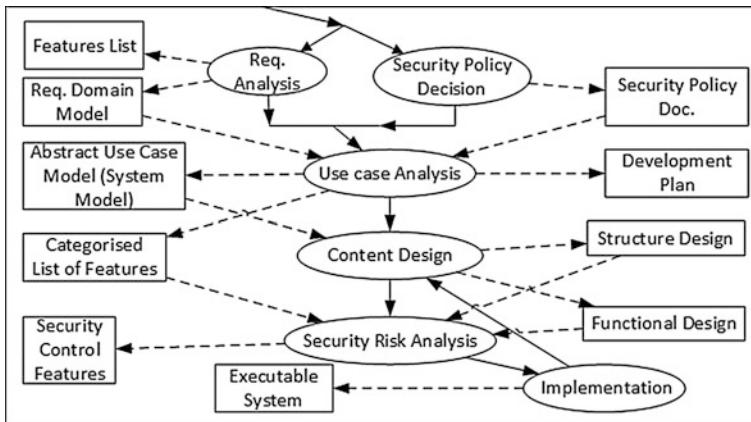 Features List
Req.
Analysis
Security Policy
Decision
Req. Domain
Model
Security Policy
Doc.
Abstract Use Case
Model (System
Model)
Use case Analysis
Development
Plan
Categorised
List of Features
Content Design
Structure Design
Security
Control
Features
Security Risk Analysis
Functional Design
Executable
System
Implementation